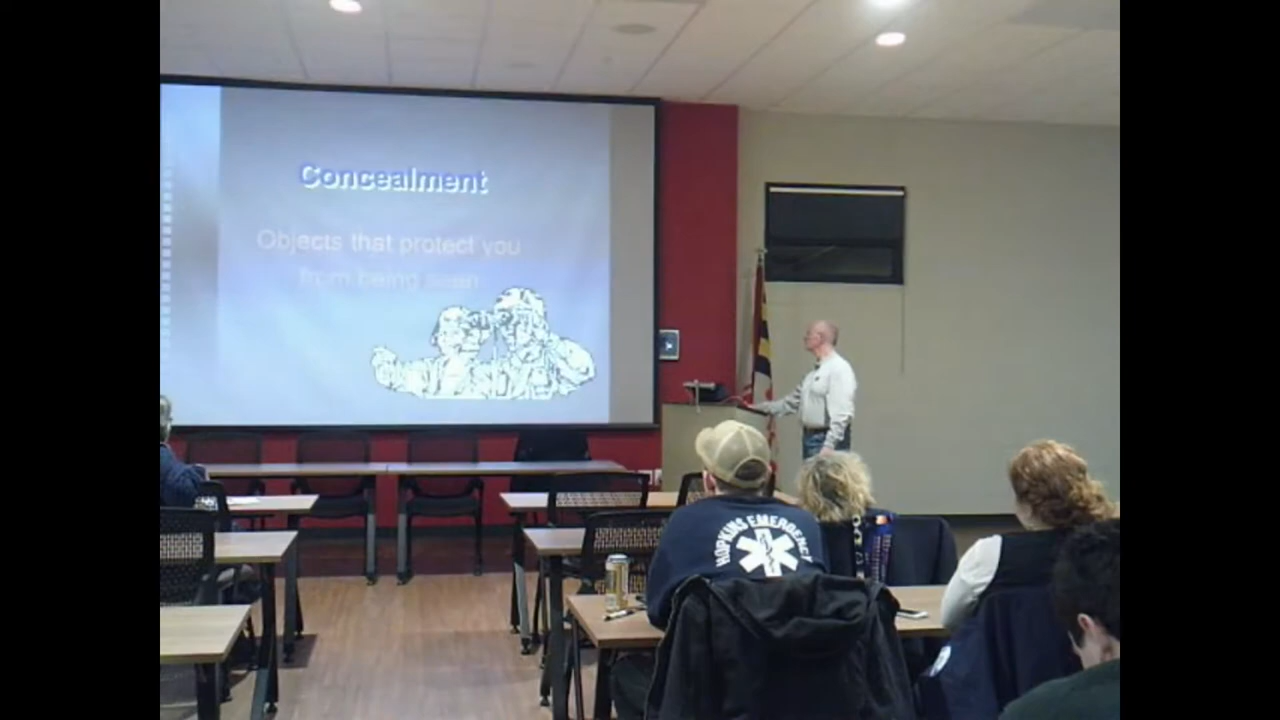 Concealment
Objects that protect you
from being seen
HOPKINS EMERGENCY